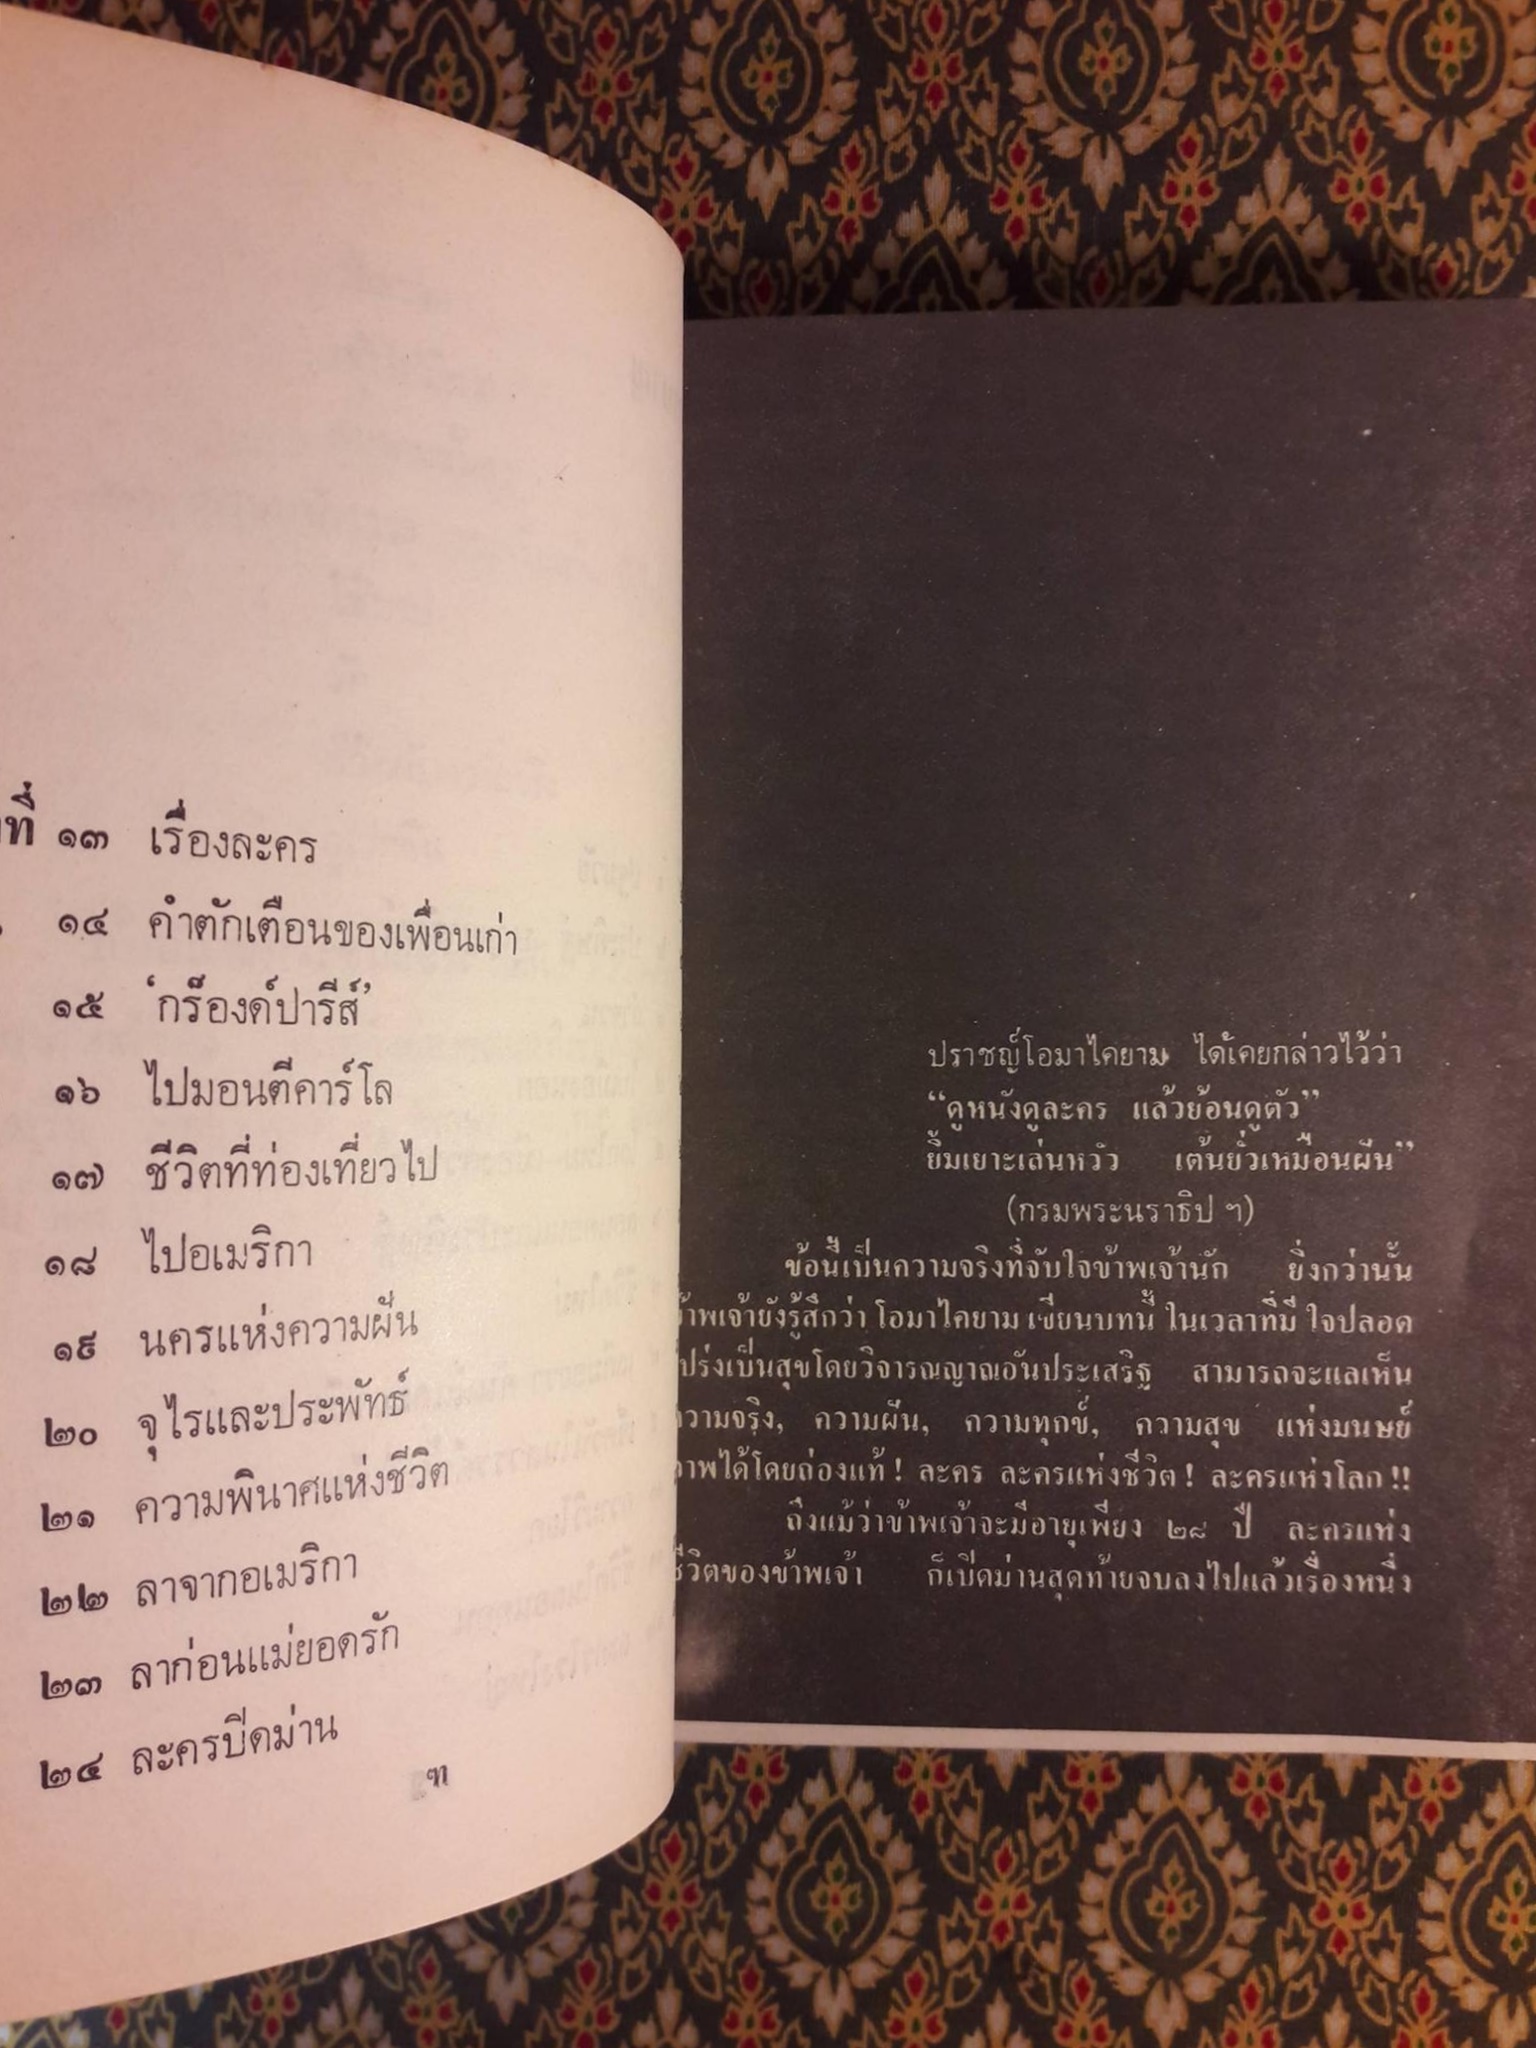 ที่ ๑๓ เรื่องละคร
๑๔ คำตักเตือนของเพื่อนเก่า
๑๕ ‘กร็องด์ปารีส์’
๑๖ ไปมอนตีคาร์โล
๑๗ ชีวิตที่ท่องเที่ยวไป
๑๘ ไปอเมริกา
๑๙ นครแห่งความฝัน
๒๐ จุไรและประพัทธ์
๒๑ ความพินาศแห่งชีวิต
๒๒ ลาจากอเมริกา
๒๓ ลาก่อนแม่ยอดรัก
๒๔ ละครปิดม่าน
ฑ
ปราชญ์โอมาไคยาม ได้เคยกล่าวไว้ว่า
“ดูหนังดูละคร แล้วย้อนดูตัว”
ยิ้มเยาะเล่นหวัว เต้นยั่วเหมือนฝัน”
(กรมพระนราธิป ฯ)
ข้อนี้เป็นความจริงที่จับใจข้าพเจ้านัก ยิ่งกว่านั้น
ข้าพเจ้ายังรู้สึกว่า โอมาไคยาม เขียนบทนี้ ในเวลาที่มี ใจปลอด
โปร่งเป็นสุขโดยวิจารณญาณอันประเสริฐ สามารถจะแลเห็น
ความจริง, ความฝัน, ความทุกข์, ความสุข แห่งมนษย์
ภาพได้โดยถ่องแท้! ละคร ละครแห่งชีวิต! ละครแห่งโลก!!
ถึงแม้ว่าข้าพเจ้าจะมีอายุเพียง ๒๘ ปี ละครแห่ง
ชีวิตของข้าพเจ้า ก็เปิดม่านสุดท้ายจบลงไปแล้วเรื่องหนึ่ง